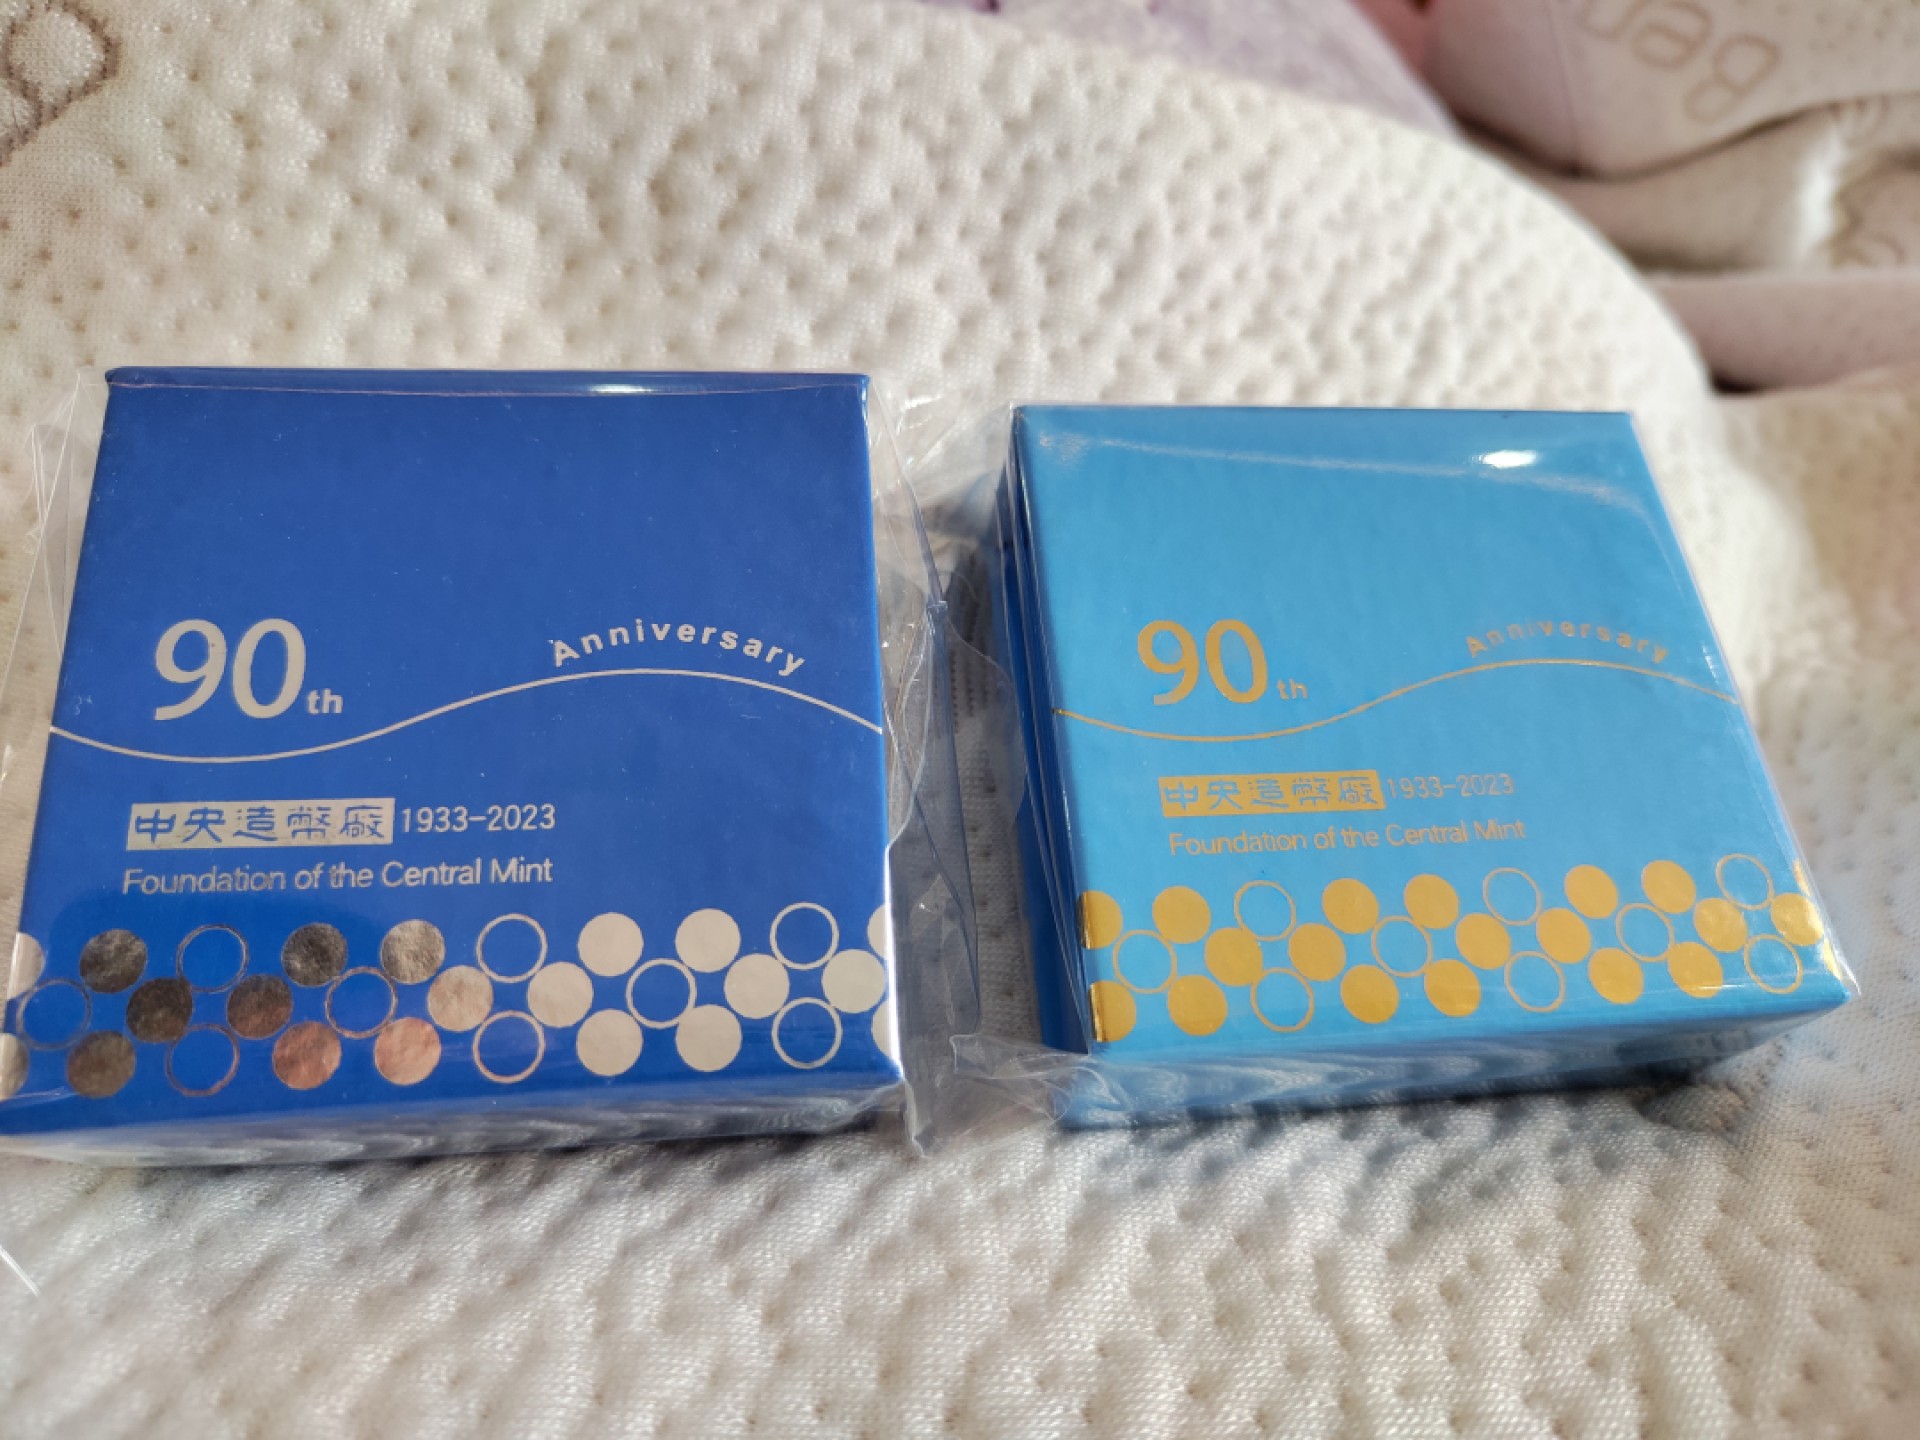 90th
Anniversary
中央造幣廠 1933-2023
Foundation of the Central Mint
90th
Anniversary
中央造幣廠 1933-2023
Foundation of the Central Mint